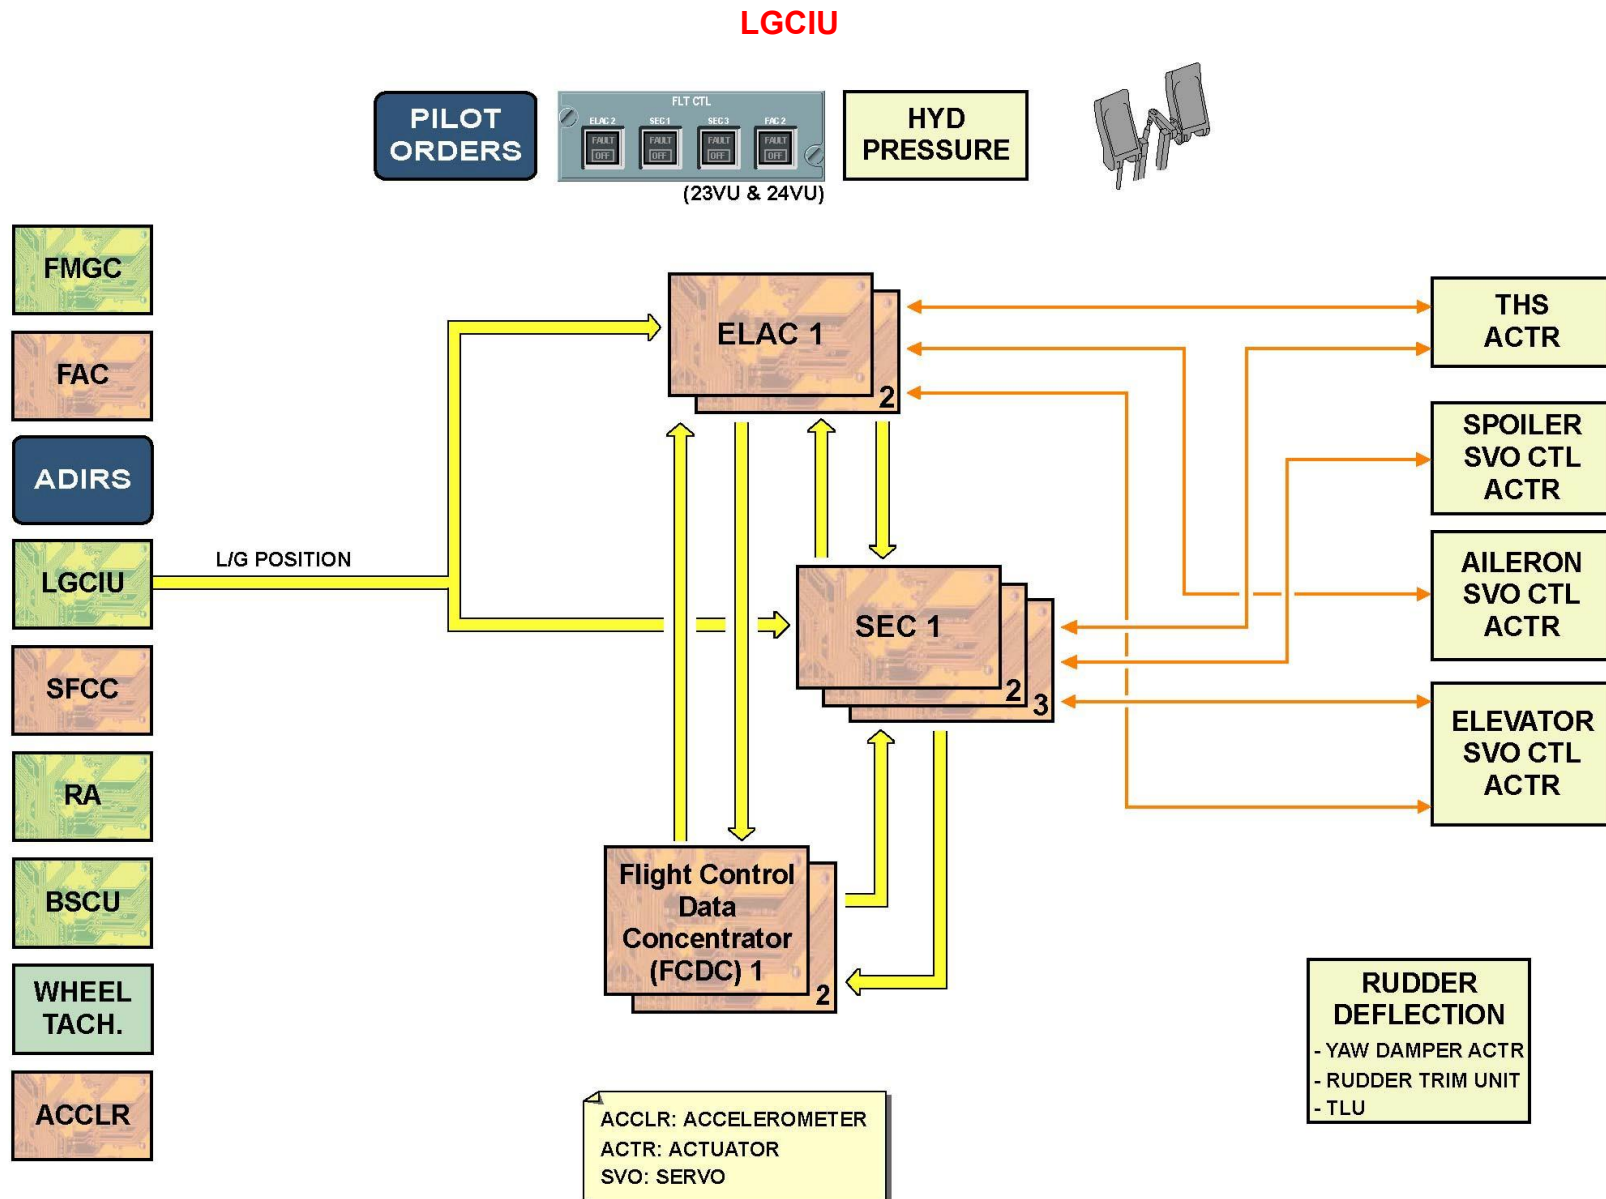 LGCIU
PILOT
ORDERS
FLT CTL
ELAC 2
SEC 1
SEC 3
FAC 2
FAULT
OFF
FAULT
OFF
FAULT
OFF
FAULT
OFF
(23VU & 24VU)
HYD
PRESSURE
FMGC
FAC
ADIRS
LGCIU
SFCC
RA
BSCU
WHEEL
TACH.
ACCLR
L/G POSITION
ELAC 1
2
SEC 1
2
3
Flight Control
Data
Concentrator
(FCDC) 1
2
THS
ACTR
SPOILER
SVO CTL
ACTR
AILERON
SVO CTL
ACTR
ELEVATOR
SVO CTL
ACTR
RUDDER
DEFLECTION
- YAW DAMPER ACTR
- RUDDER TRIM UNIT
- TLU
ACCLR: ACCELEROMETER
ACTR: ACTUATOR
SVO: SERVO